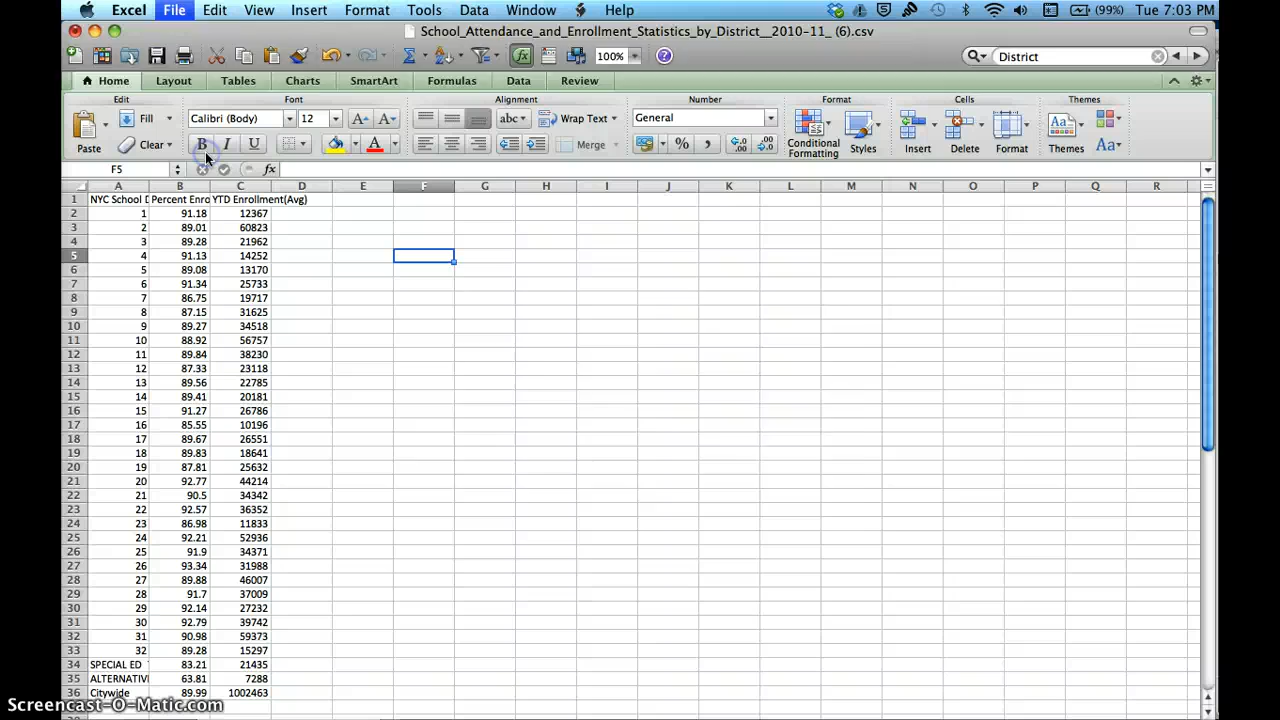 Excel File Edit View Insert Format Tools Data Window Help (99%) Tue 7:03 PM
School_Attendance_and_Enrollment_Statistics_by_District__2010-11_ (6).csv
100% District
Home Layout Tables Charts SmartArt Formulas Data Review
Edit Font Alignment Number Format Cells Themes
Fill Calibri (Body) 12 abc Wrap Text General
Paste Clear B I U A Merge % Conditional Formatting Styles Insert Delete Format Themes Aa
F5 fx
A B C D E F G H I J K L M N O P Q R
1 NYC School D Percent Enro YTD Enrollment(Avg)
2 1 91.18 12367
3 2 89.01 60823
4 3 89.28 21962
5 4 91.13 14252
6 5 89.08 13170
7 6 91.34 25733
8 7 86.75 19717
9 8 87.15 31625
10 9 89.27 34518
11 10 88.92 56757
12 11 89.84 38230
13 12 87.33 23118
14 13 89.56 22785
15 14 89.41 20181
16 15 91.27 26786
17 16 85.55 10196
18 17 89.67 26551
19 18 89.83 18641
20 19 87.81 25632
21 20 92.77 44214
22 21 90.5 34342
23 22 92.57 36352
24 23 86.98 11833
25 24 92.21 52936
26 25 91.9 34371
27 26 93.34 31988
28 27 89.88 46007
29 28 91.7 37009
30 29 92.14 27232
31 30 92.79 39742
32 31 90.98 59373
33 32 89.28 15297
34 SPECIAL ED 83.21 21435
35 ALTERNATIV 63.81 7288
36 Citywide 89.99 1002463
Screencast-O-Matic.com